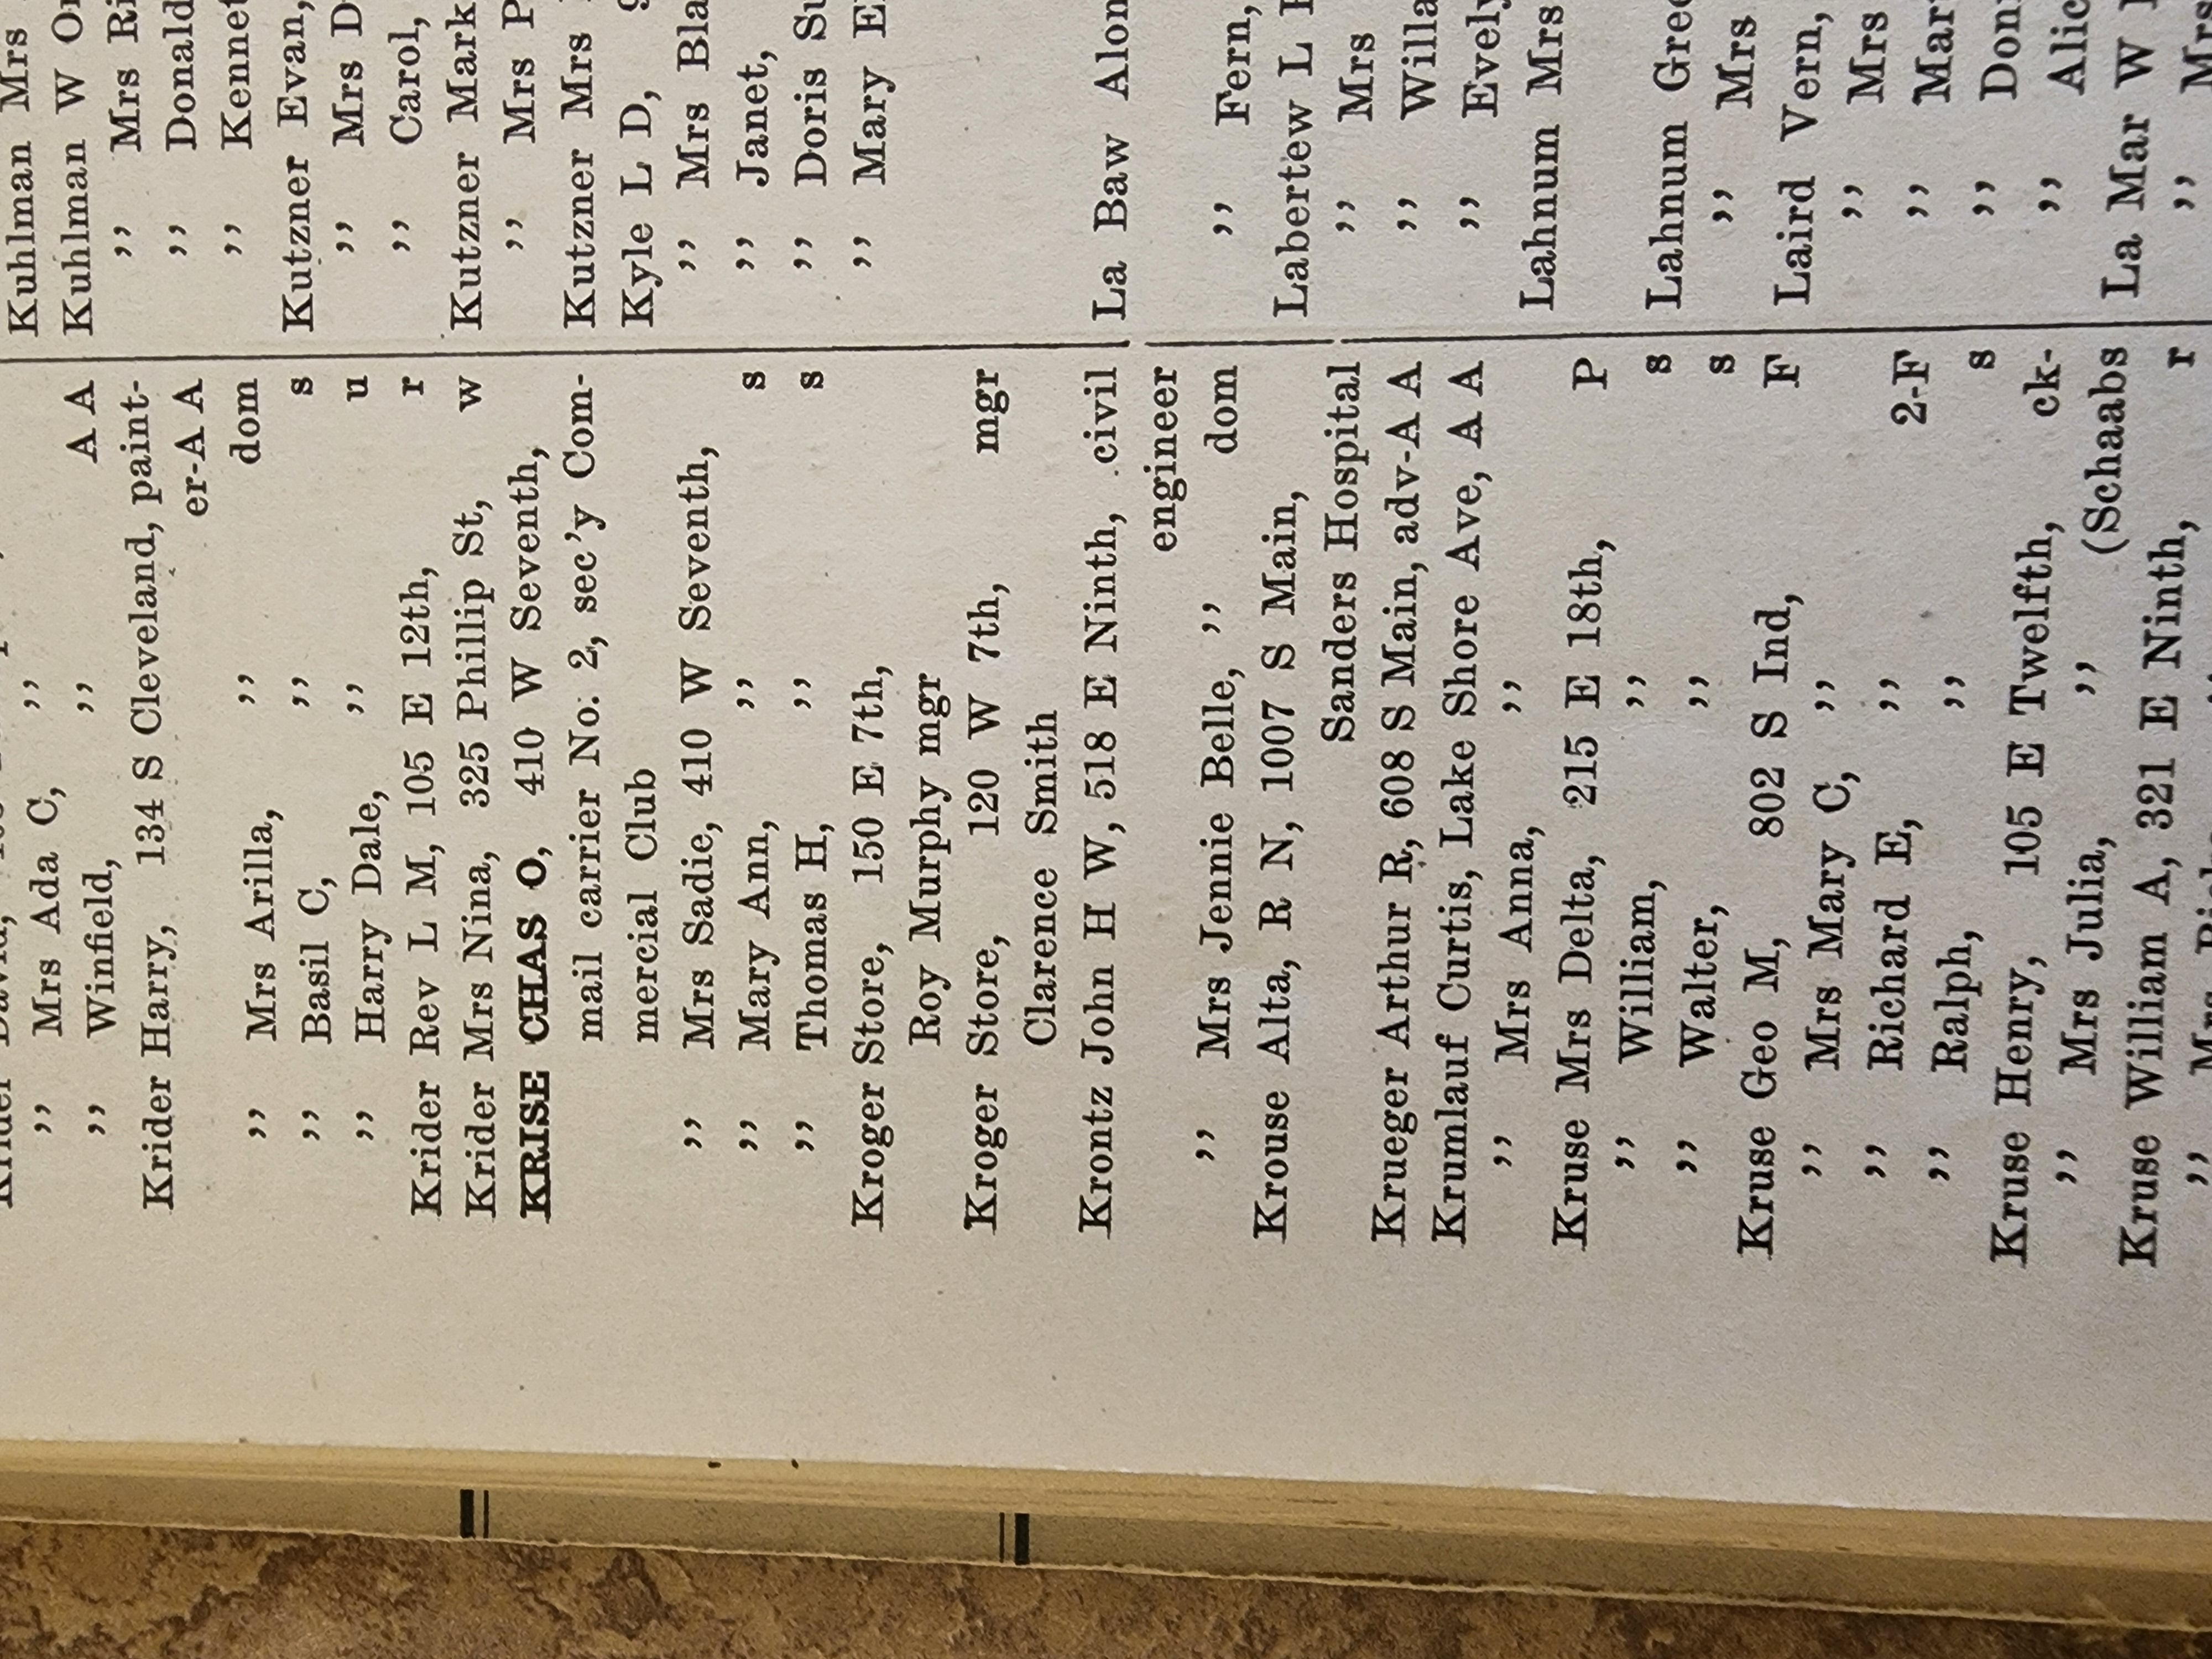 ,, Mrs Ada C, ,,
,, Winfield, ,, A A
Krider Harry, 134 S Cleveland, paint-
er-A A
,, Mrs Arilla, ,, dom
,, Basil C, ,, s
,, Harry Dale, ,, u
Krider Rev L M, 105 E 12th, r
Krider Mrs Nina, 325 Phillip St, w
KRISE CHAS O, 410 W Seventh,
mail carrier No. 2, sec'y Com-
mercial Club
,, Mrs Sadie, 410 W Seventh,
,, Mary Ann, ,, s
,, Thomas H, ,, s
Kroger Store, 150 E 7th,
Roy Murphy mgr
Kroger Store, 120 W 7th, mgr
Clarence Smith
Krontz John H W, 518 E Ninth, civil
engineer
,, Mrs Jennie Belle, ,, dom
Krouse Alta, R N, 1007 S Main,
Sanders Hospital
Krueger Arthur R, 608 S Main, adv-A A
Krumlauf Curtis, Lake Shore Ave, A A
,, Mrs Anna, ,,
Kruse Mrs Delta, 215 E 18th, P
,, William, ,, s
,, Walter, ,, s
Kruse Geo M, 802 S Ind, F
,, Mrs Mary C, ,,
,, Richard E, ,, 2-F
,, Ralph, ,, s
Kruse Henry, 105 E Twelfth, ck-
,, Mrs Julia, ,, (Schaabs
Kruse William A, 321 E Ninth, r
,, Mrs
Kuhlman Mrs
Kuhlman W
,, Mrs
,, Donald
,,
Kutzner Evan,
,, Mrs
,, Carol,
Kutzner Mark
,, Mrs
Kutzner Mrs
Kyle L D,
,, Mrs
,, Janet,
,, Doris
,, Mary
La Baw
,, Fern,
Labertew L
,, Mrs
,, Willa
,,
Lahnum Mrs
Lahnum
,, Mrs
Laird Vern,
,, Mrs
,,
,,
,,
La Mar W
,, Mrs